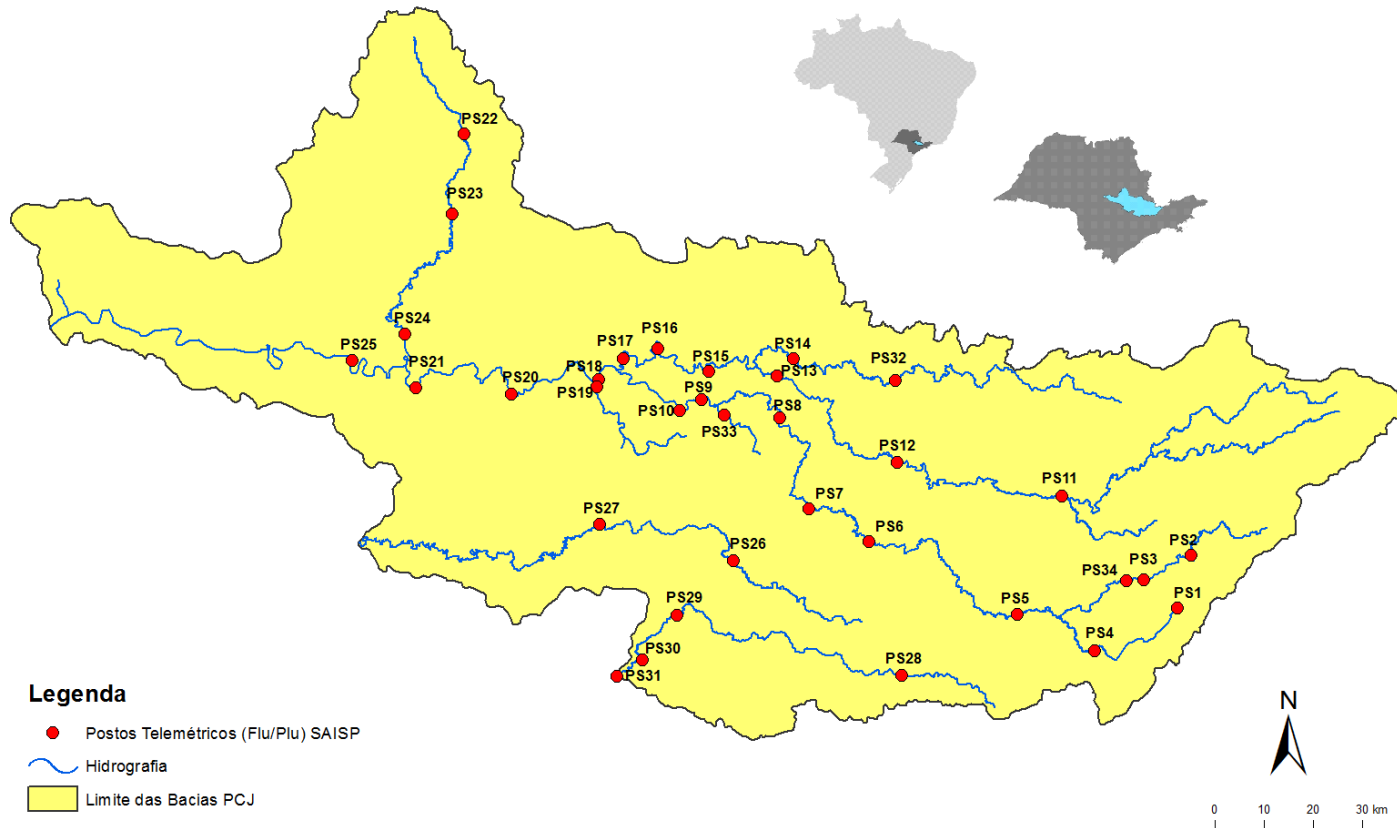 PS22
PS23
PS24
PS25
PS21
PS20
PS18
PS19
PS17
PS16
PS15
PS14
PS13
PS32
PS9
PS10
PS33
PS8
PS12
PS11
PS7
PS6
PS27
PS26
PS2
PS3
PS34
PS1
PS5
PS4
PS29
PS30
PS31
PS28
Legenda
Postos Telemétricos (Flu/Plu) SAISP
Hidrografia
Limite das Bacias PCJ
N
0 10 20 30 km